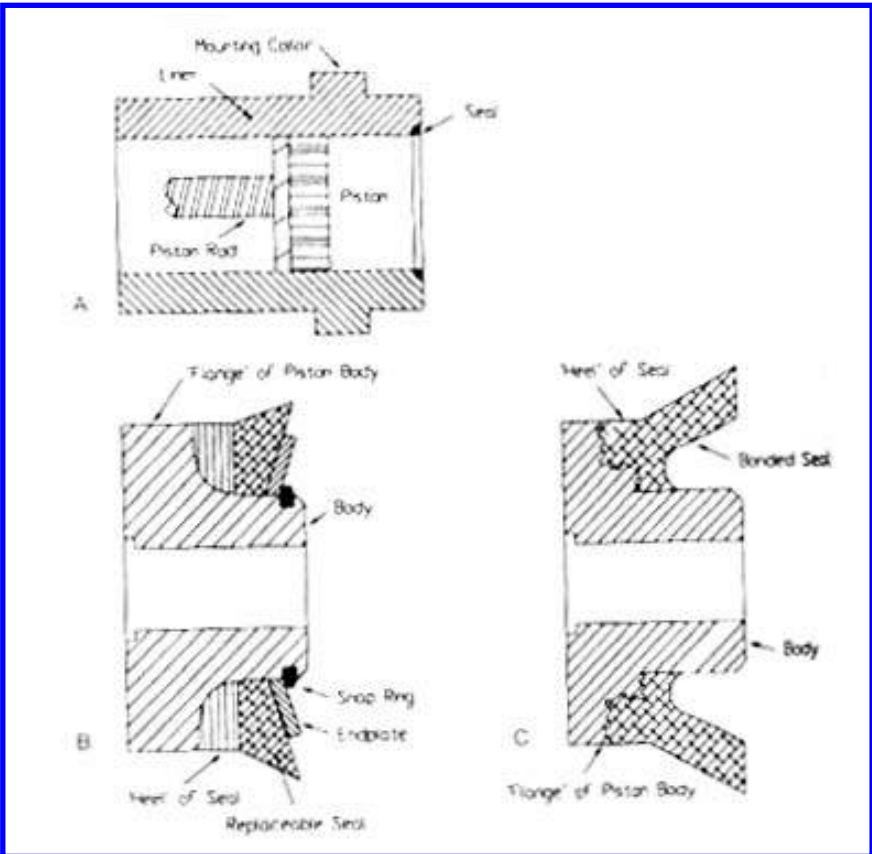 Mounting Collar
Liner
Seal
Piston
Piston Rod
A
'Flange' of Piston Body
'Heel' of Seal
Bonded Seal
Body
Body
Snap Ring
Endplate
B
C
'Heel' of Seal
'Flange' of Piston Body
Replaceable Seal